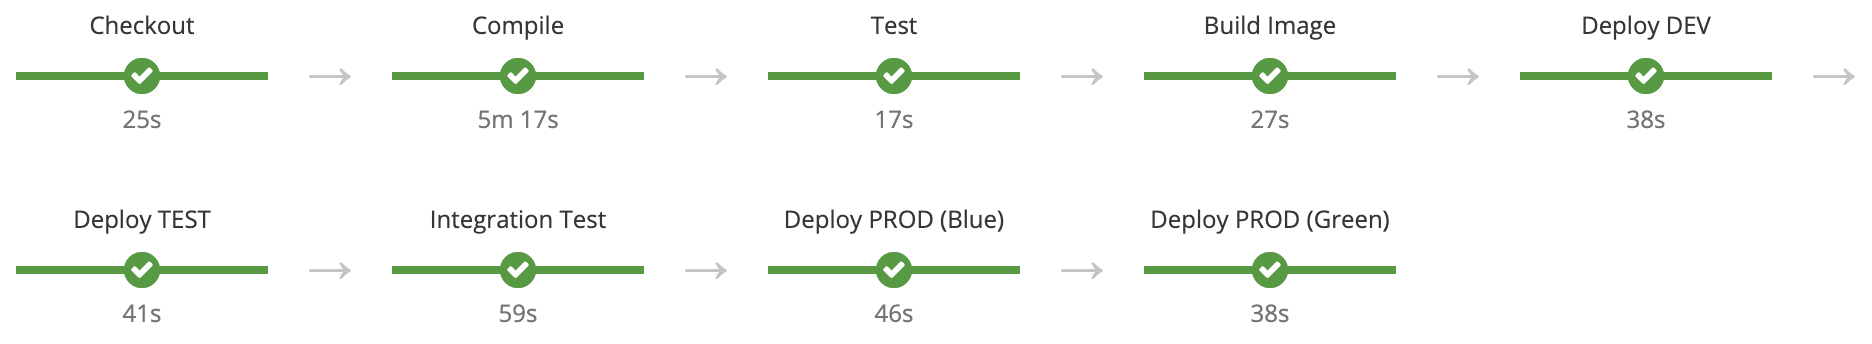 Checkout
25s
Compile
5m 17s
Test
17s
Build Image
27s
Deploy DEV
38s
Deploy TEST
41s
Integration Test
59s
Deploy PROD (Blue)
46s
Deploy PROD (Green)
38s